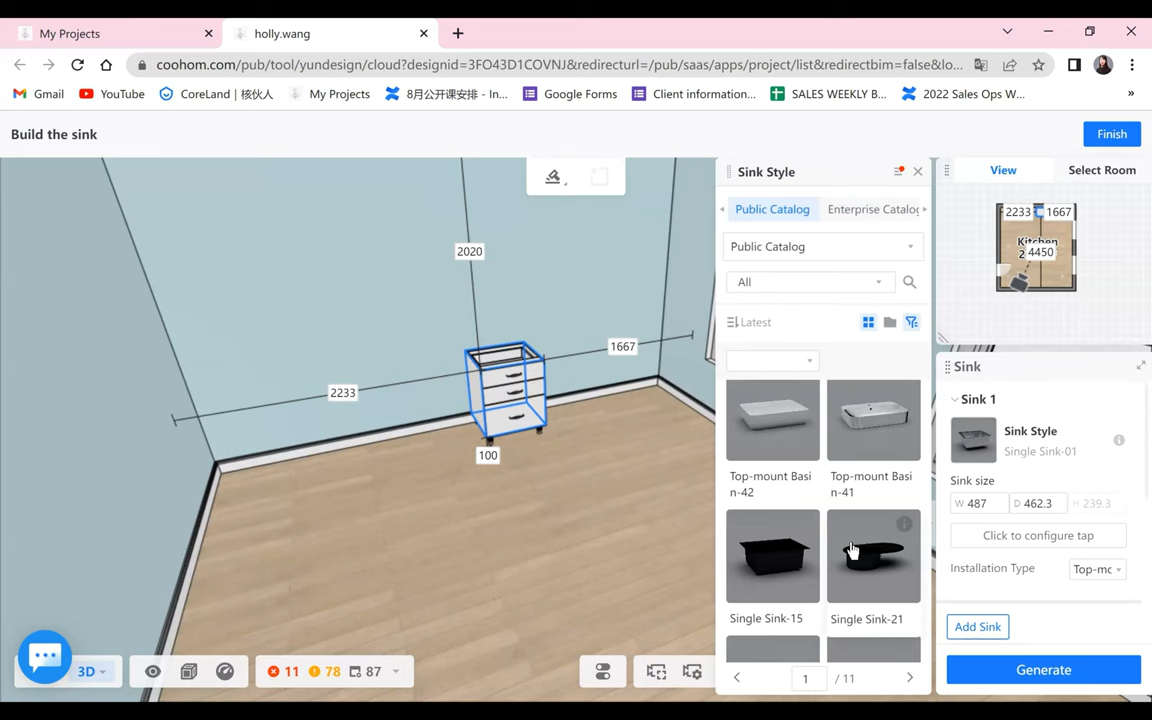 My Projects
holly.wang
coohom.com/pub/tool/yundesign/cloud?designid=3FO43D1COVNJ&redirecturl=/pub/saas/apps/project/list&redirectbim=false&lo...
Gmail YouTube CoreLand | 核伙人 My Projects 8月公开课安排 - In... Google Forms Client information... SALES WEEKLY B... 2022 Sales Ops W... »
Build the sink
Finish
2020
1667
2233
100
3D
11 78 87
Sink Style
Public Catalog Enterprise Catalog
Public Catalog
All
Latest
Top-mount Basi
n-42
Top-mount Basi
n-41
Single Sink-15
Single Sink-21
1 / 11
View Select Room
2233 1667
Kitchen
2
4450
Sink
Sink 1
Sink Style
Single Sink-01
Sink size
W 487 D 462.3 H 239.3
Click to configure tap
Installation Type Top-mc
Add Sink
Generate